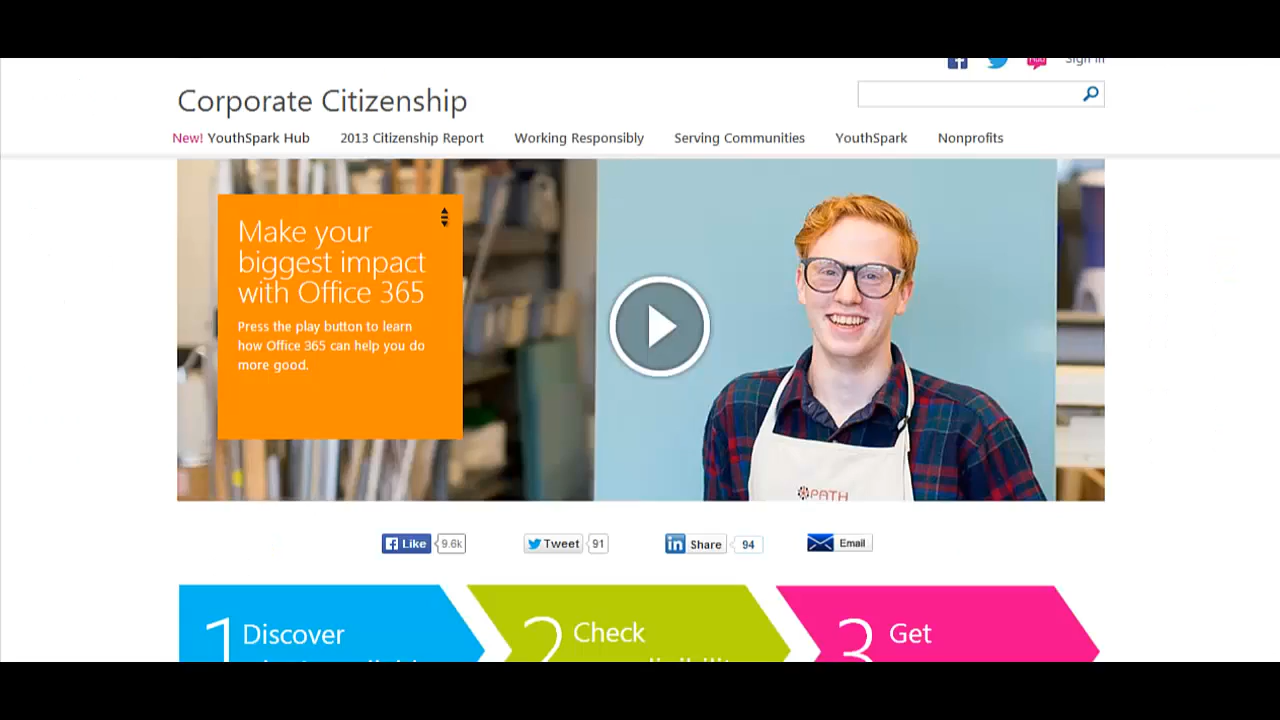 Sign in
Corporate Citizenship
New! YouthSpark Hub 2013 Citizenship Report Working Responsibly Serving Communities YouthSpark Nonprofits
Make your
biggest impact
with Office 365
Press the play button to learn
how Office 365 can help you do
more good.
PATH
Like 9.6k Tweet 91 Share 94 Email
1 Discover 2 Check 3 Get